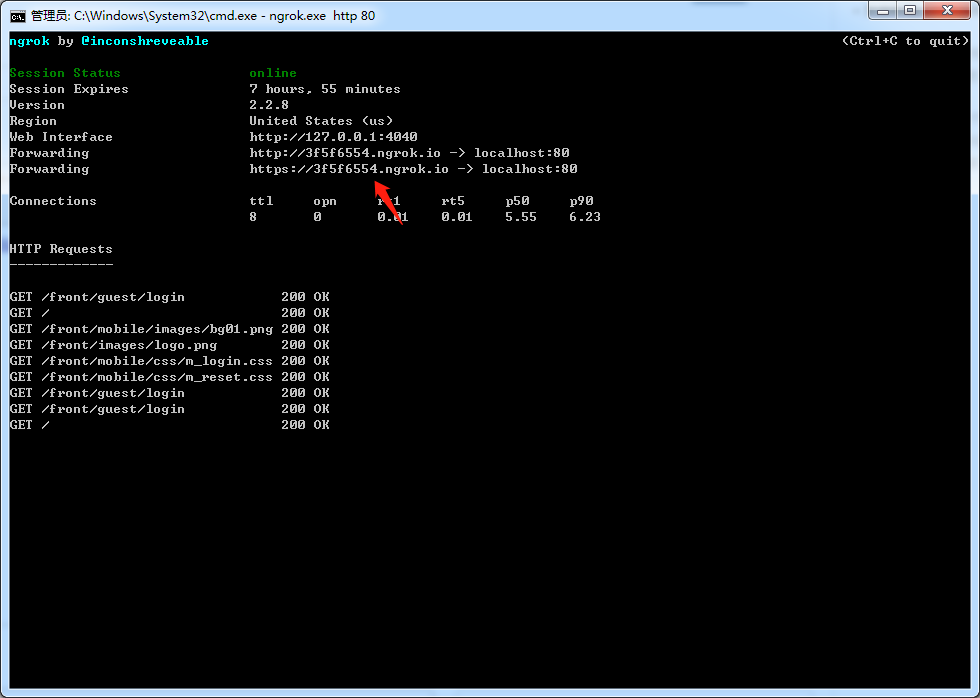 管理员: C:\Windows\System32\cmd.exe - ngrok.exe  http 80
ngrok by @inconshreveable (Ctrl+C to quit)
Session Status online
Session Expires 7 hours, 55 minutes
Version 2.2.8
Region United States (us)
Web Interface http://127.0.0.1:4040
Forwarding http://3f5f6554.ngrok.io -> localhost:80
Forwarding https://3f5f6554.ngrok.io -> localhost:80
Connections ttl opn rt1 rt5 p50 p90
8 0 0.01 0.01 5.55 6.23
HTTP Requests
-------------
GET /front/guest/login 200 OK
GET / 200 OK
GET /front/mobile/images/bg01.png 200 OK
GET /front/images/logo.png 200 OK
GET /front/mobile/css/m_login.css 200 OK
GET /front/mobile/css/m_reset.css 200 OK
GET /front/guest/login 200 OK
GET /front/guest/login 200 OK
GET / 200 OK